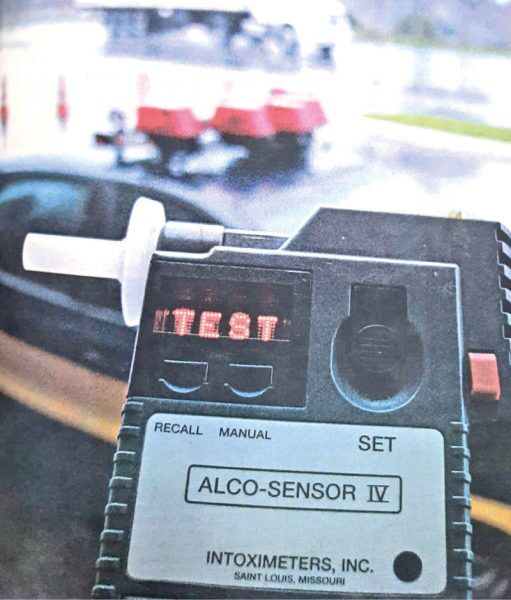 "TEST"
RECALL MANUAL
SET
ALCO-SENSOR IV
INTOXIMETERS, INC.
SAINT LOUIS, MISSOURI